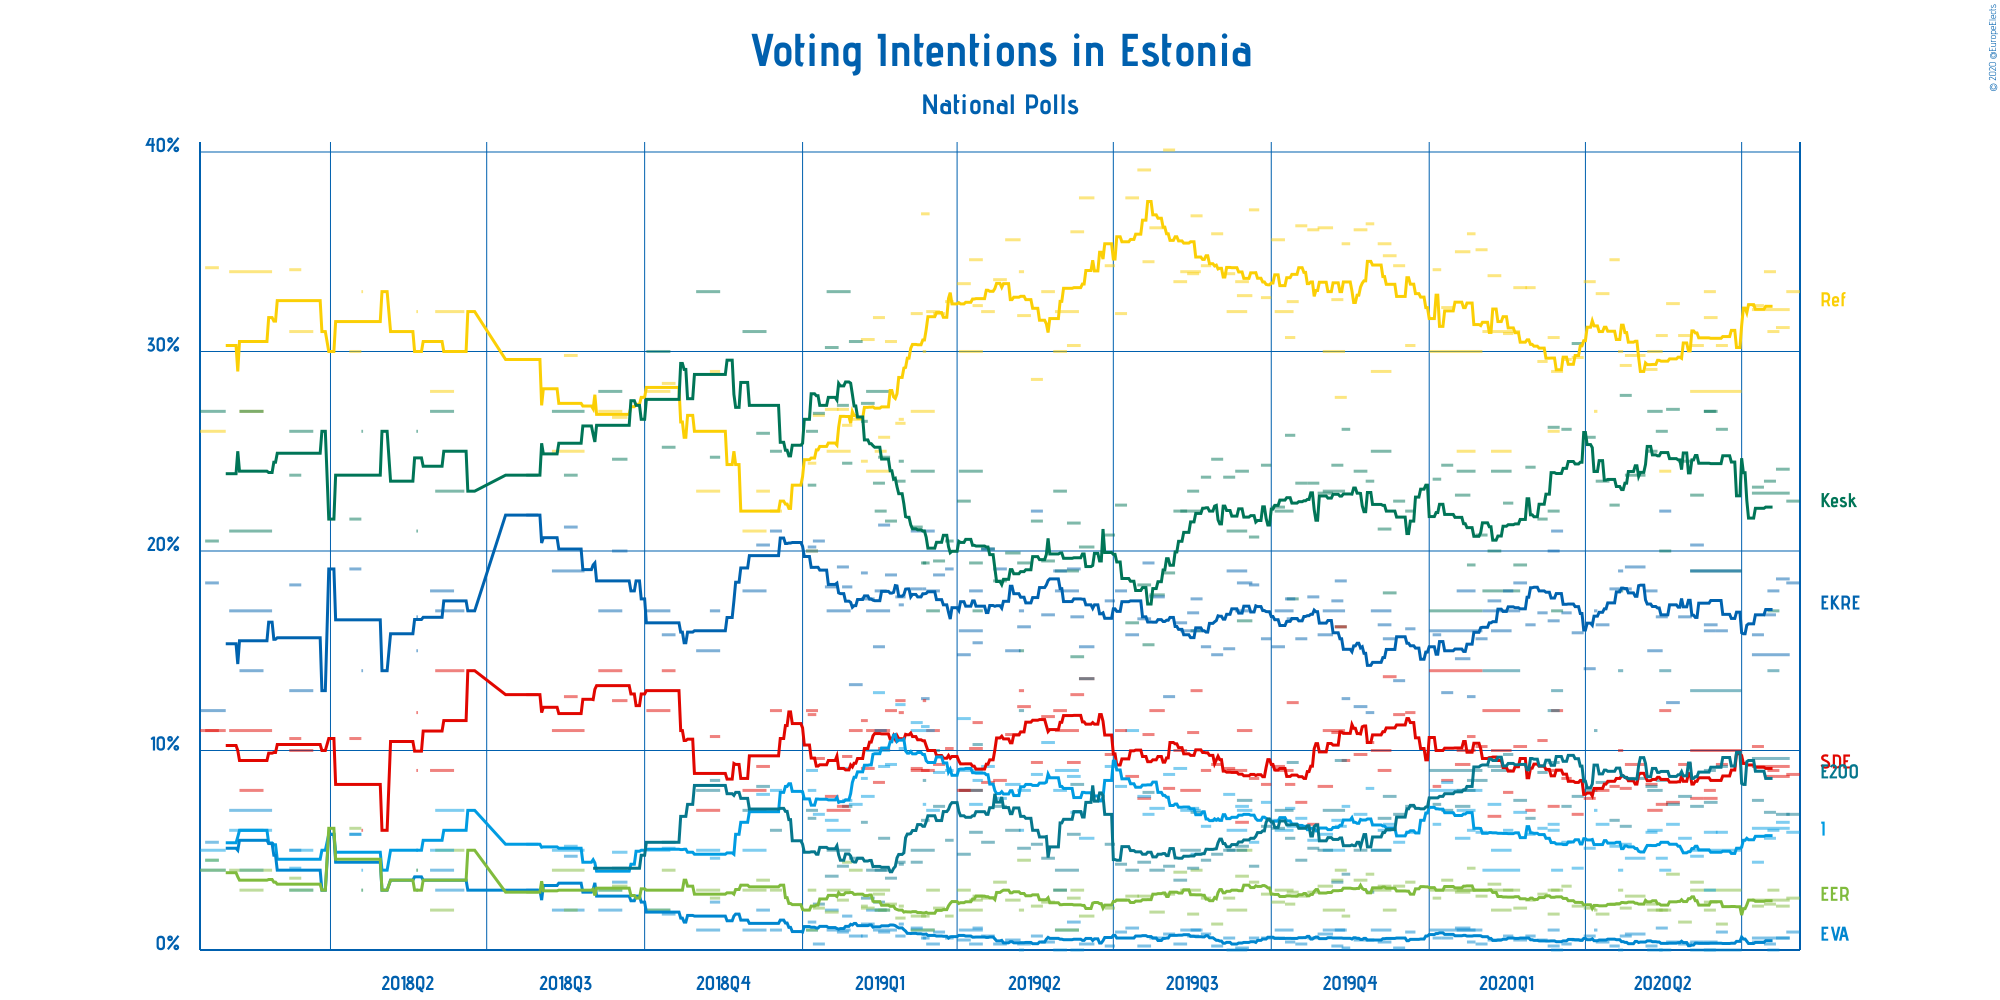 Voting Intentions in Estonia
National Polls
© 2020 @EuropeElects
40%
30%
20%
10%
0%
Ref
Kesk
EKRE
SDE
E200
I
EER
EVA
2018Q2
2018Q3
2018Q4
2019Q1
2019Q2
2019Q3
2019Q4
2020Q1
2020Q2